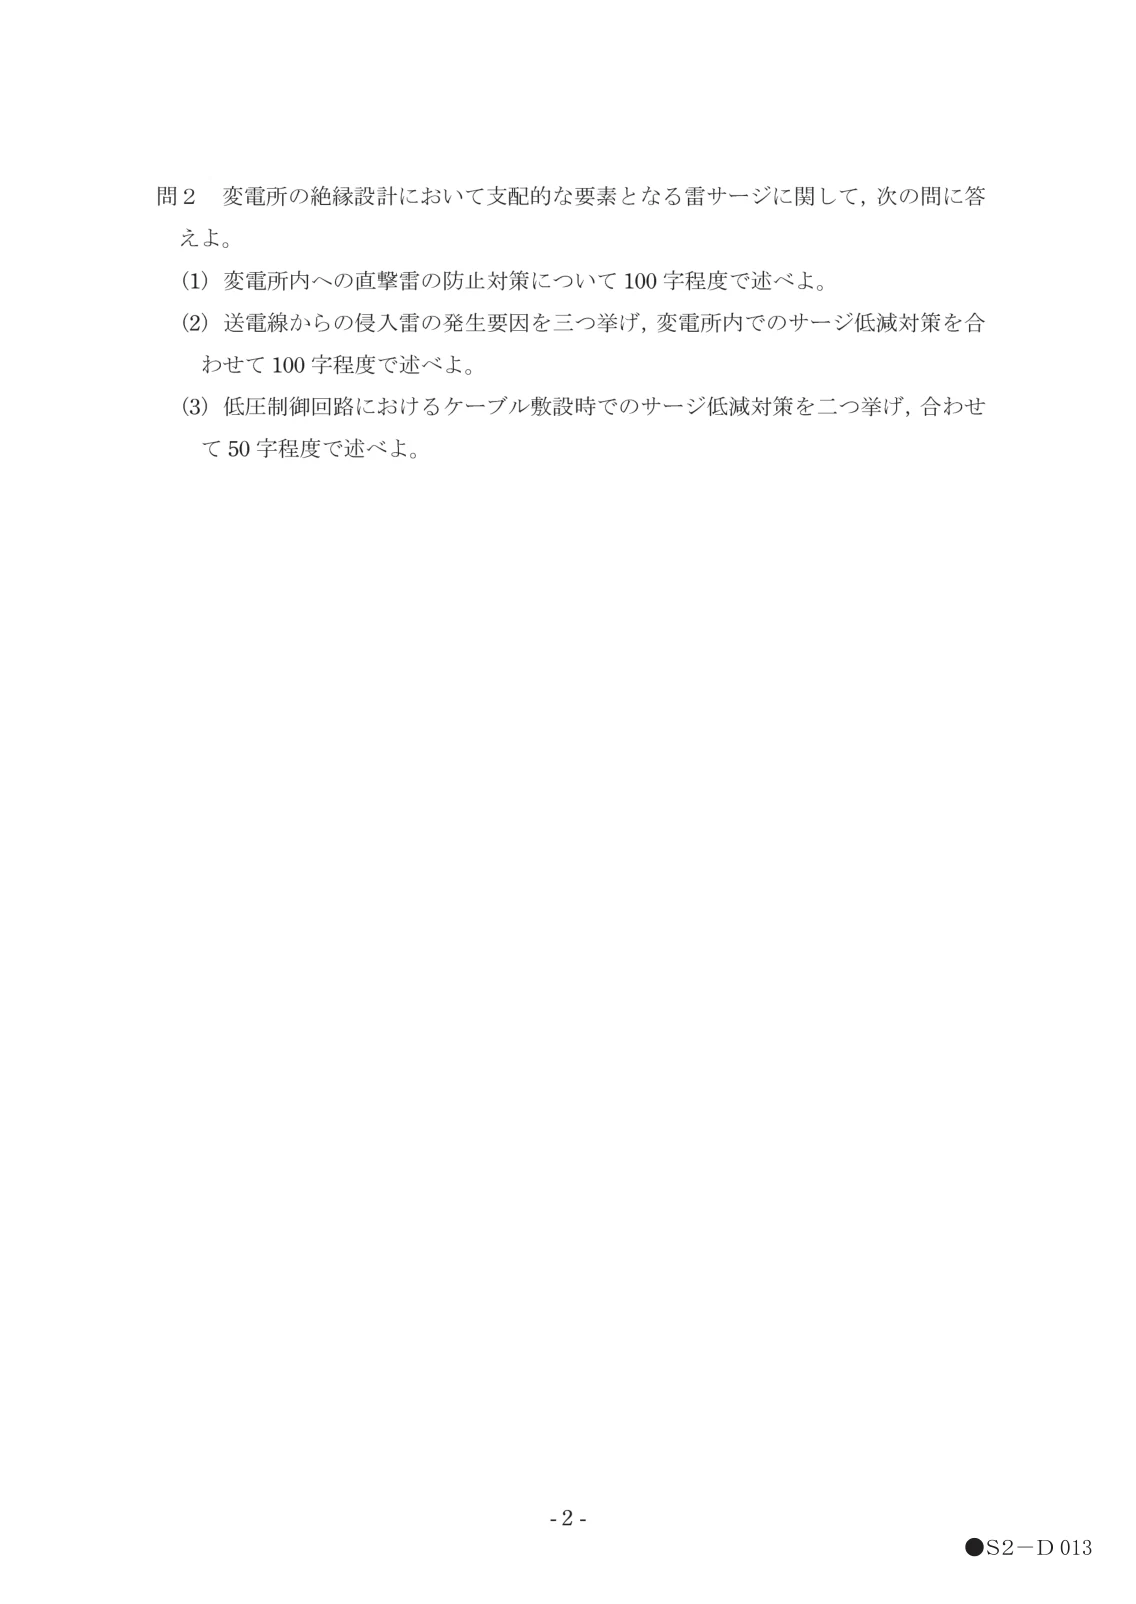 問２　変電所の絶縁設計において支配的な要素となる雷サージに関して，次の問に答
えよ。
(1) 変電所内への直撃雷の防止対策について 100 字程度で述べよ。
(2) 送電線からの侵入雷の発生要因を三つ挙げ，変電所内でのサージ低減対策を合
わせて 100 字程度で述べよ。
(3) 低圧制御回路におけるケーブル敷設時でのサージ低減対策を二つ挙げ，合わせ
て 50 字程度で述べよ。
- 2 -
●S2－D 013